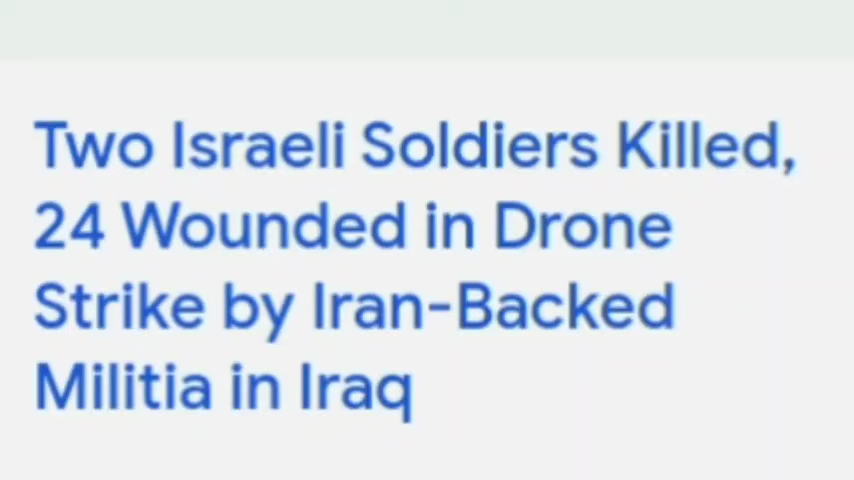 Two Israeli Soldiers Killed,
24 Wounded in Drone
Strike by Iran-Backed
Militia in Iraq